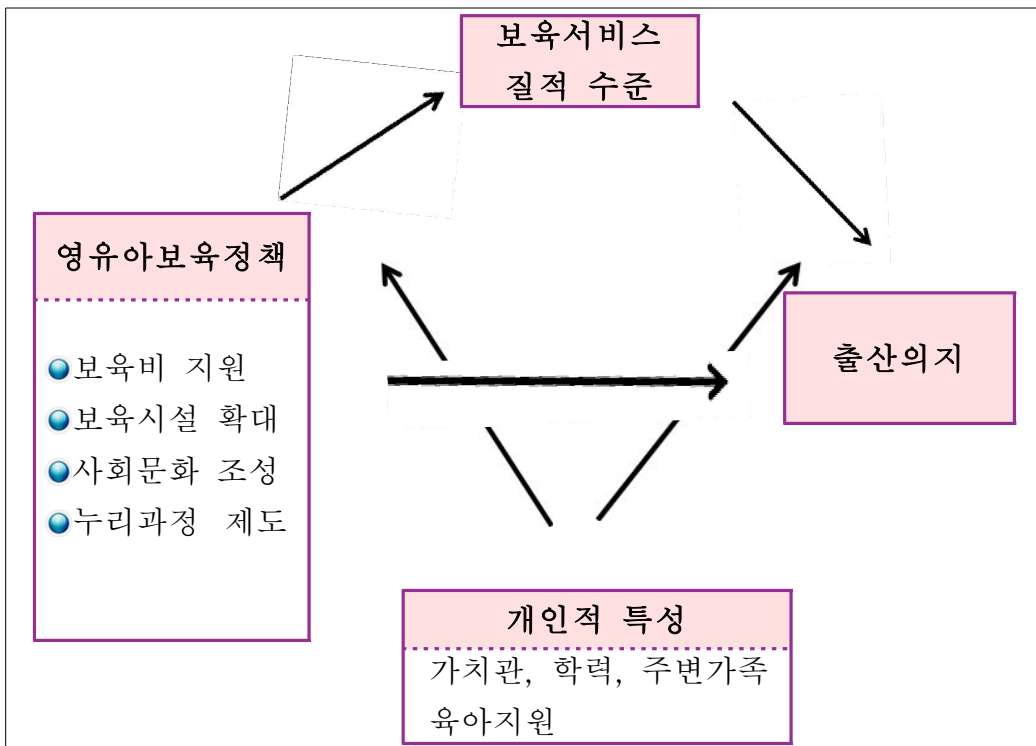 보육서비스
질적 수준
영유아보육정책
보육비 지원
보육시설 확대
사회문화 조성
누리과정 제도
출산의지
개인적 특성
가치관, 학력, 주변가족
육아지원